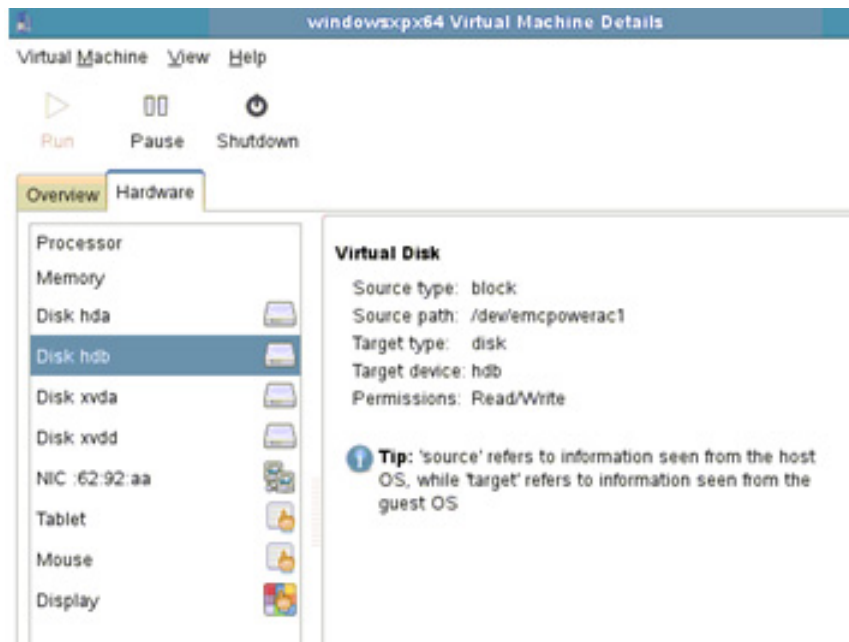 windowsxpx64 Virtual Machine Details
Virtual Machine View Help
Run Pause Shutdown
Overview Hardware
Processor
Memory
Disk hda
Disk hdb
Disk xvda
Disk xvdd
NIC :62:92:aa
Tablet
Mouse
Display
Virtual Disk
Source type: block
Source path: /dev/emcpowerac1
Target type: disk
Target device: hdb
Permissions: Read/Write
Tip: 'source' refers to information seen from the host
OS, while 'target' refers to information seen from the
guest OS